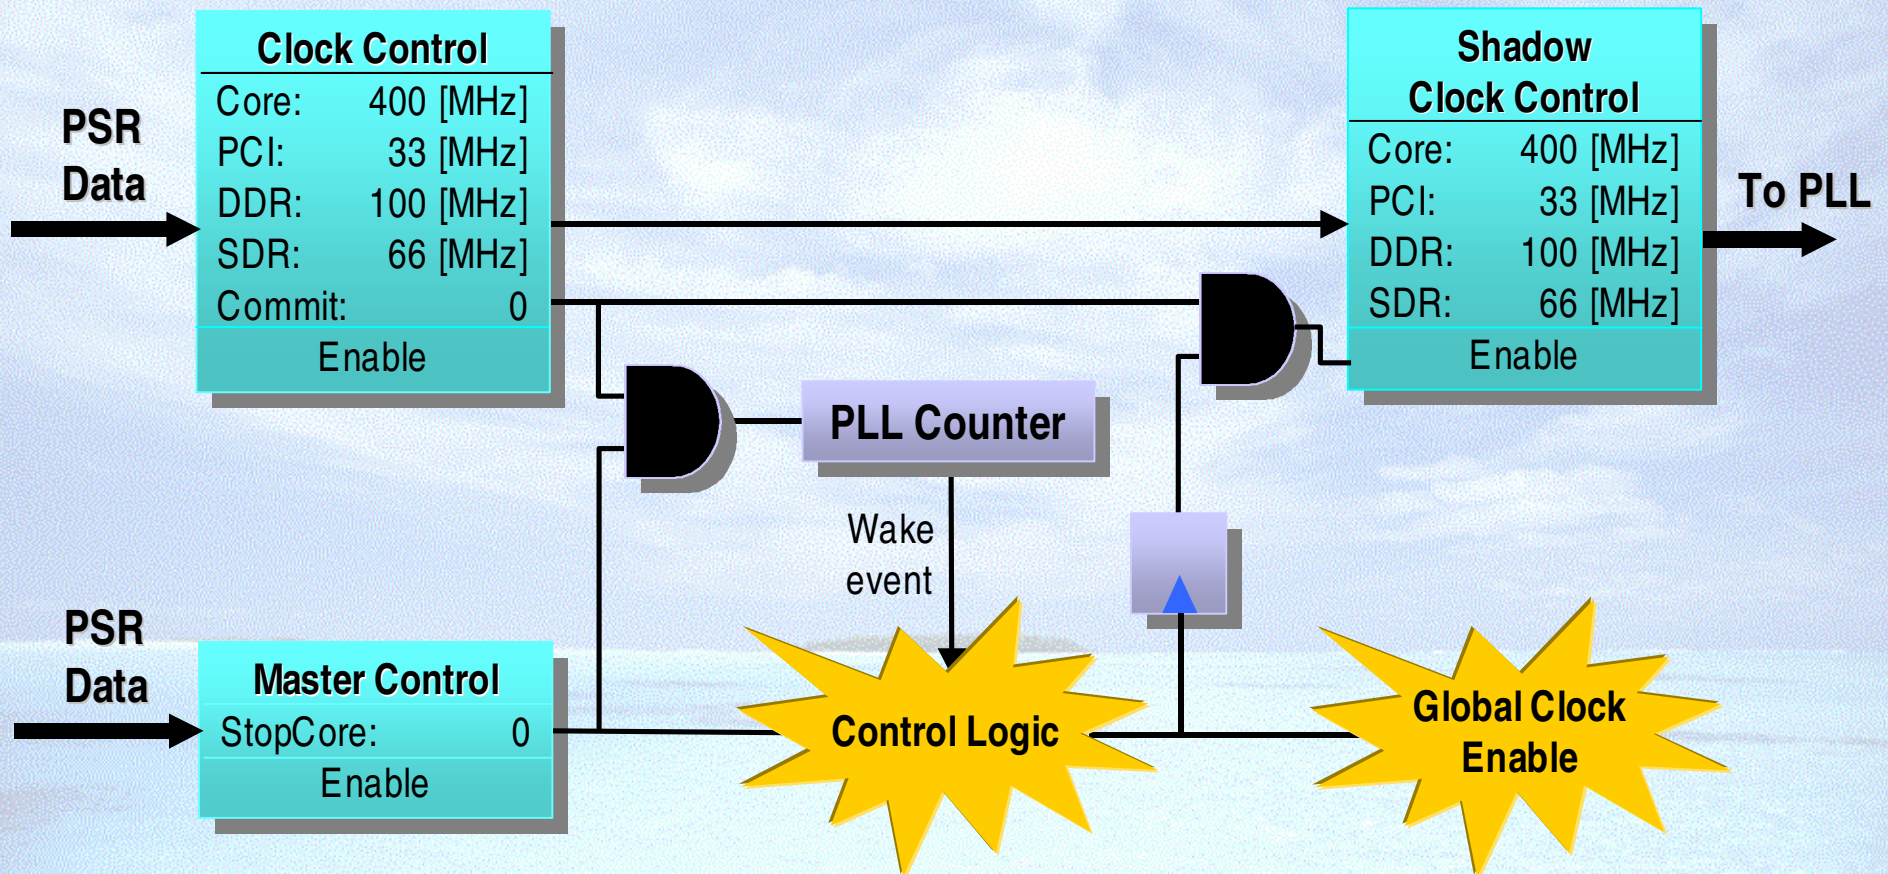 Clock Control
Core: 400 [MHz]
PCI: 33 [MHz]
DDR: 100 [MHz]
SDR: 66 [MHz]
Commit: 0
Enable
PSR
Data
Shadow
Clock Control
Core: 400 [MHz]
PCI: 33 [MHz]
DDR: 100 [MHz]
SDR: 66 [MHz]
Enable
To PLL
PLL Counter
Wake
event
PSR
Data
Master Control
StopCore: 0
Enable
Control Logic
Global Clock
Enable